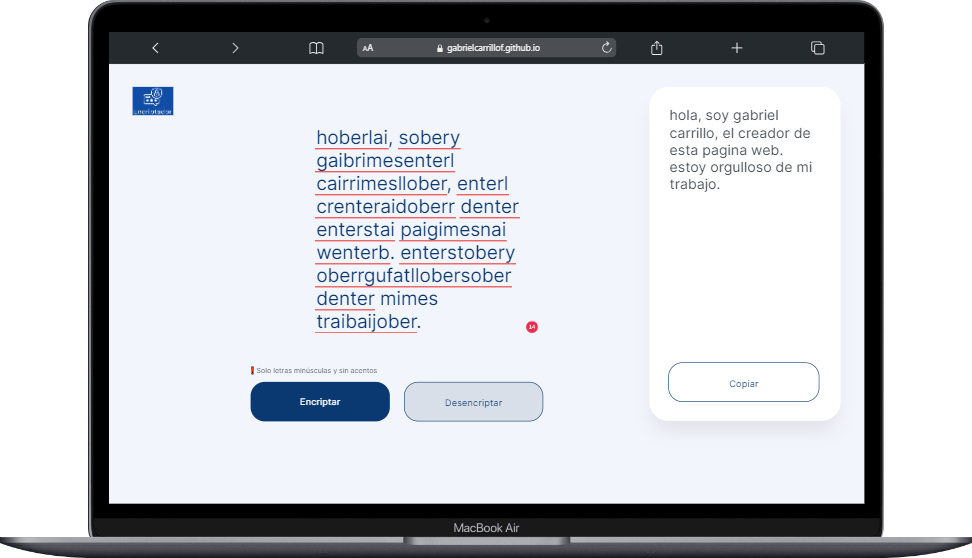 AA
gabrielcarrillof.github.io
Encriptador
hoberlai, sobery
gaibrimesenterl
cairrimesllober, enterl
crenteraidoberr denter
enterstai paigimesnai
wenterb. enterstobery
oberrgufatllobersober
denter mimes
traibaijober.
14
Solo letras minúsculas y sin acentos
Encriptar
Desencriptar
hola, soy gabriel
carrillo, el creador de
esta pagina web.
estoy orgulloso de mi
trabajo.
Copiar
MacBook Air